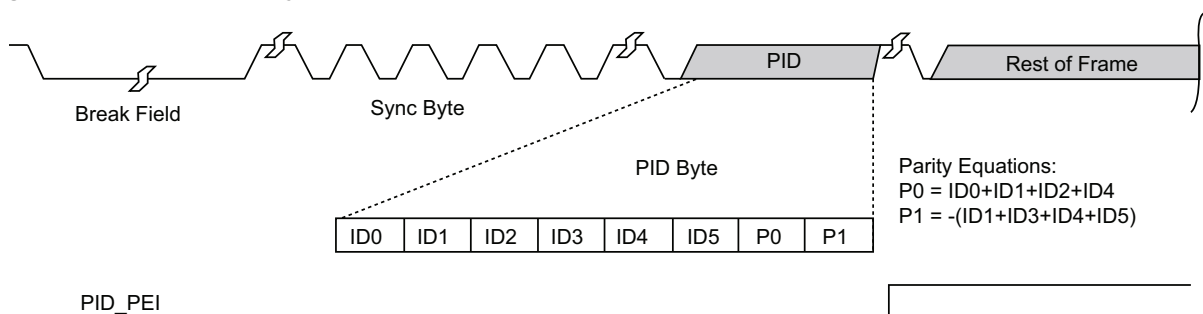 PID
Rest of Frame
Break Field
Sync Byte
PID Byte
Parity Equations:
P0 = ID0+ID1+ID2+ID4
P1 = -(ID1+ID3+ID4+ID5)
ID0 ID1 ID2 ID3 ID4 ID5 P0 P1
PID_PEI